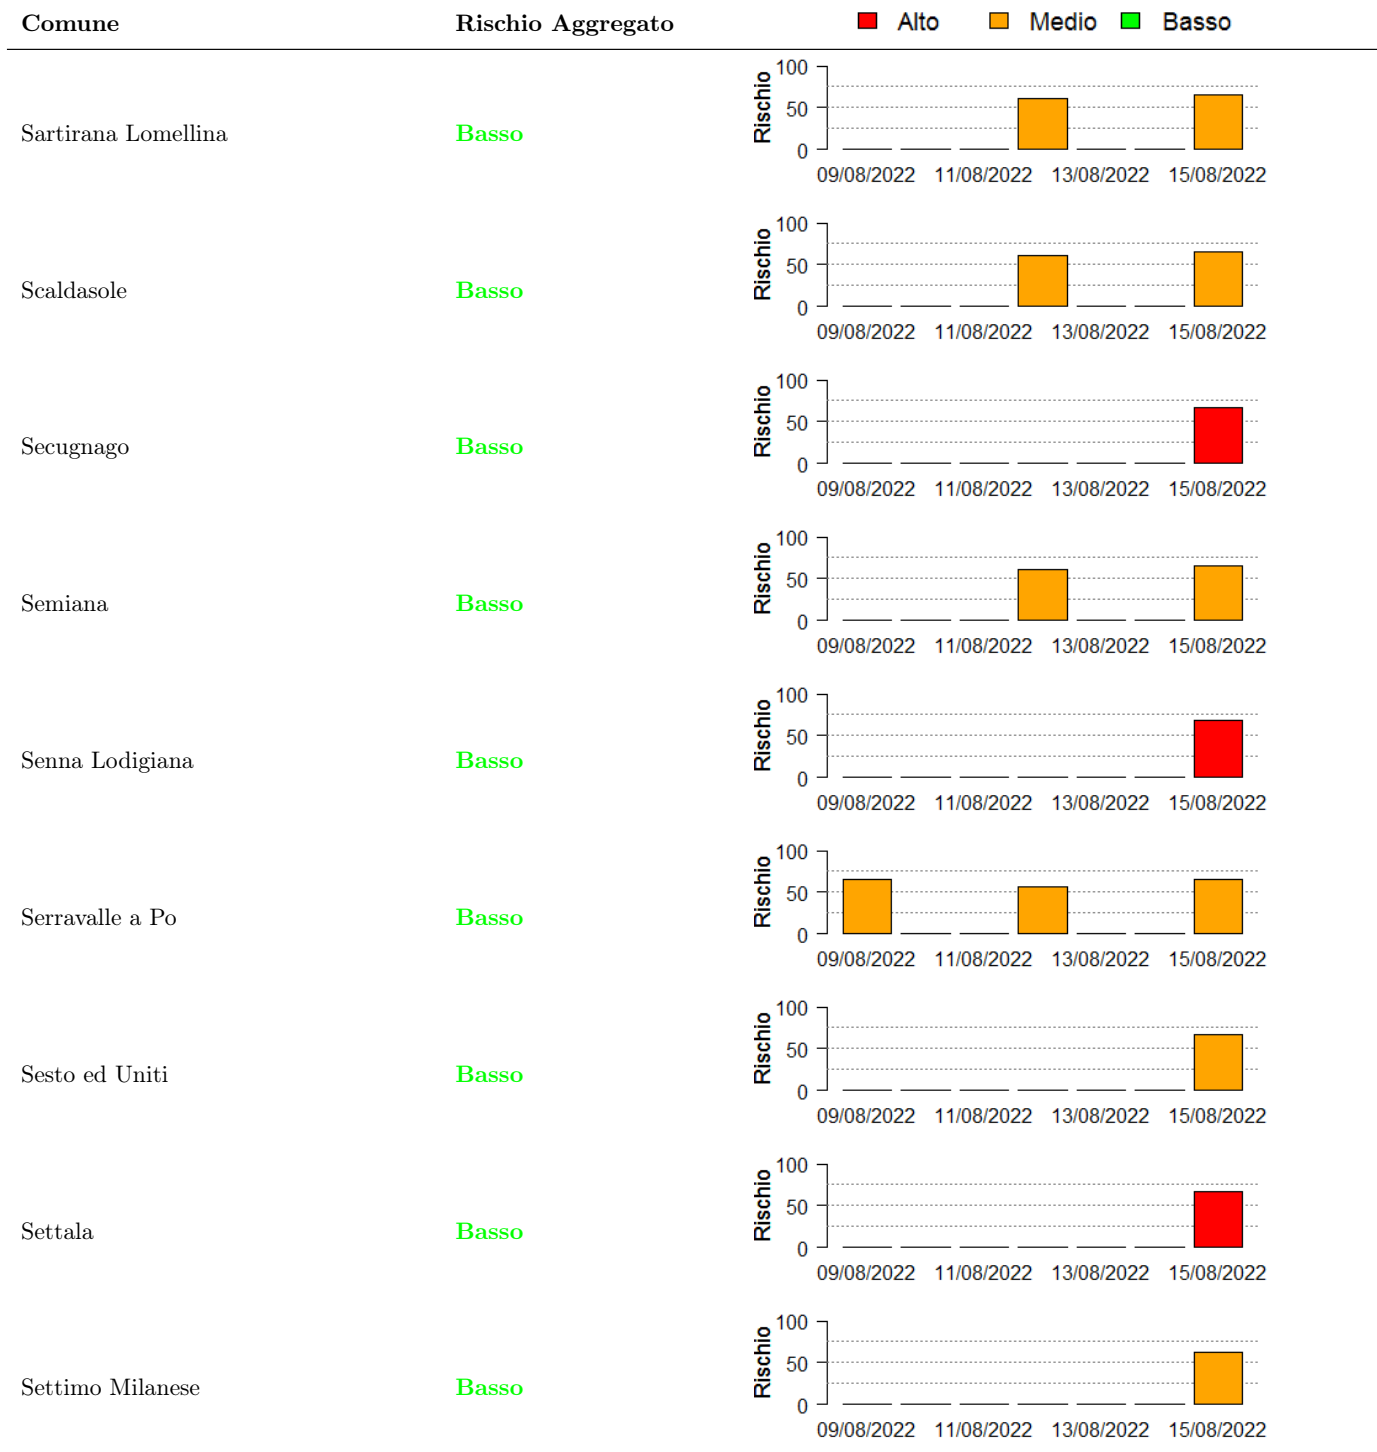 Comune Rischio Aggregato Alto Medio Basso
100
50
0
Rischio
Sartirana Lomellina Basso
09/08/2022 11/08/2022 13/08/2022 15/08/2022
100
50
0
Rischio
Scaldasole Basso
09/08/2022 11/08/2022 13/08/2022 15/08/2022
100
50
0
Rischio
Secugnago Basso
09/08/2022 11/08/2022 13/08/2022 15/08/2022
100
50
0
Rischio
Semiana Basso
09/08/2022 11/08/2022 13/08/2022 15/08/2022
100
50
0
Rischio
Senna Lodigiana Basso
09/08/2022 11/08/2022 13/08/2022 15/08/2022
100
50
0
Rischio
Serravalle a Po Basso
09/08/2022 11/08/2022 13/08/2022 15/08/2022
100
50
0
Rischio
Sesto ed Uniti Basso
09/08/2022 11/08/2022 13/08/2022 15/08/2022
100
50
0
Rischio
Settala Basso
09/08/2022 11/08/2022 13/08/2022 15/08/2022
100
50
0
Rischio
Settimo Milanese Basso
09/08/2022 11/08/2022 13/08/2022 15/08/2022